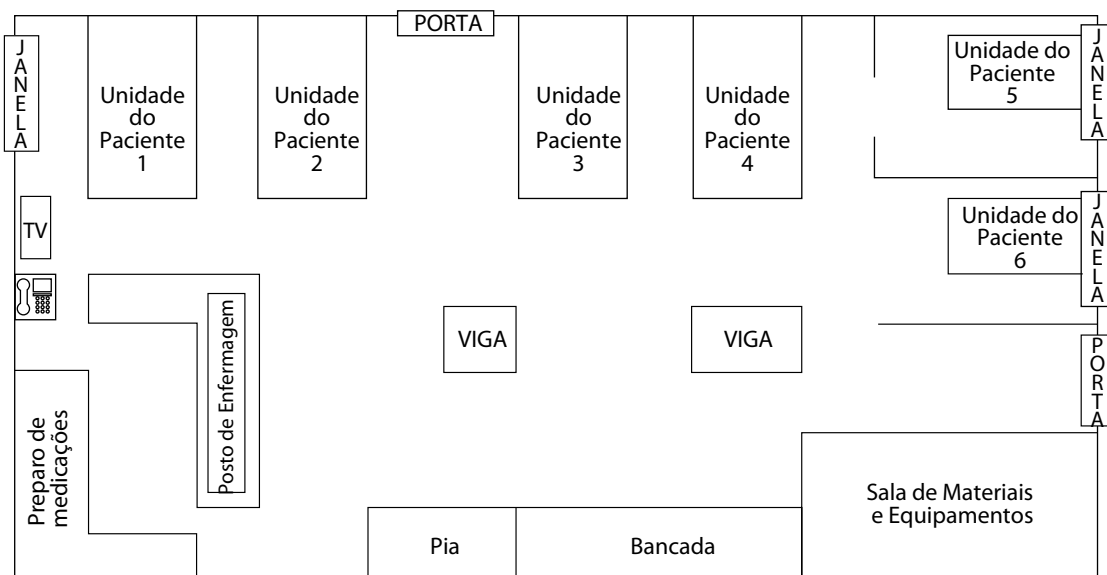 PORTA
JANELA
Unidade
do
Paciente
1
Unidade
do
Paciente
2
Unidade
do
Paciente
3
Unidade
do
Paciente
4
Unidade do
Paciente
5
JANELA
TV
Unidade do
Paciente
6
JANELA
VIGA
VIGA
PORTA
Posto de Enfermagem
Preparo de
medicações
Pia
Bancada
Sala de Materiais
e Equipamentos